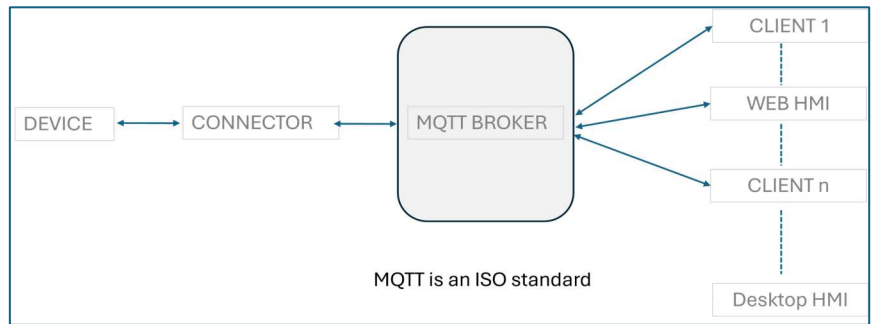 CLIENT 1
WEB HMI
DEVICE
CONNECTOR
MQTT BROKER
CLIENT n
MQTT is an ISO standard
Desktop HMI